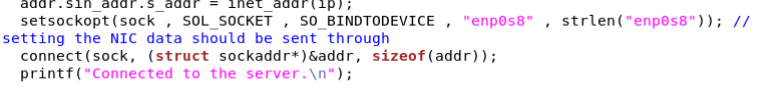 addr.sin_addr.s_addr = inet_addr(ip);
setsockopt(sock , SOL_SOCKET , SO_BINDTODEVICE , "enp0s8" , strlen("enp0s8")); //
setting the NIC data should be sent through
connect(sock, (struct sockaddr*)&addr, sizeof(addr));
printf("Connected to the server.\n");